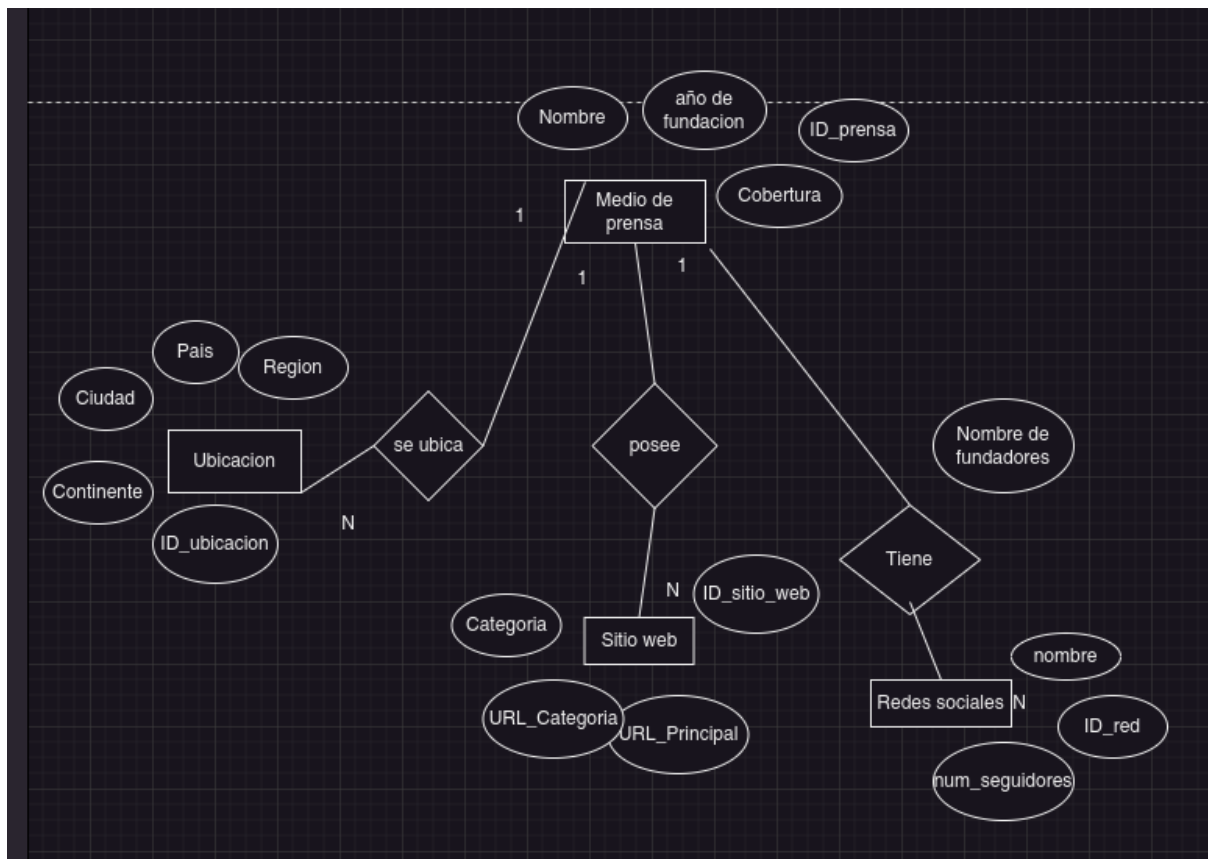 Nombre
año de
fundacion
ID_prensa
Cobertura
Medio de
prensa
1
1
1
Pais
Region
Ciudad
Ubicacion
Continente
ID_ubicacion
se ubica
N
posee
Nombre de
fundadores
Tiene
N
ID_sitio_web
Categoria
Sitio web
URL_Categoria
URL_Principal
nombre
Redes sociales
N
ID_red
num_seguidores